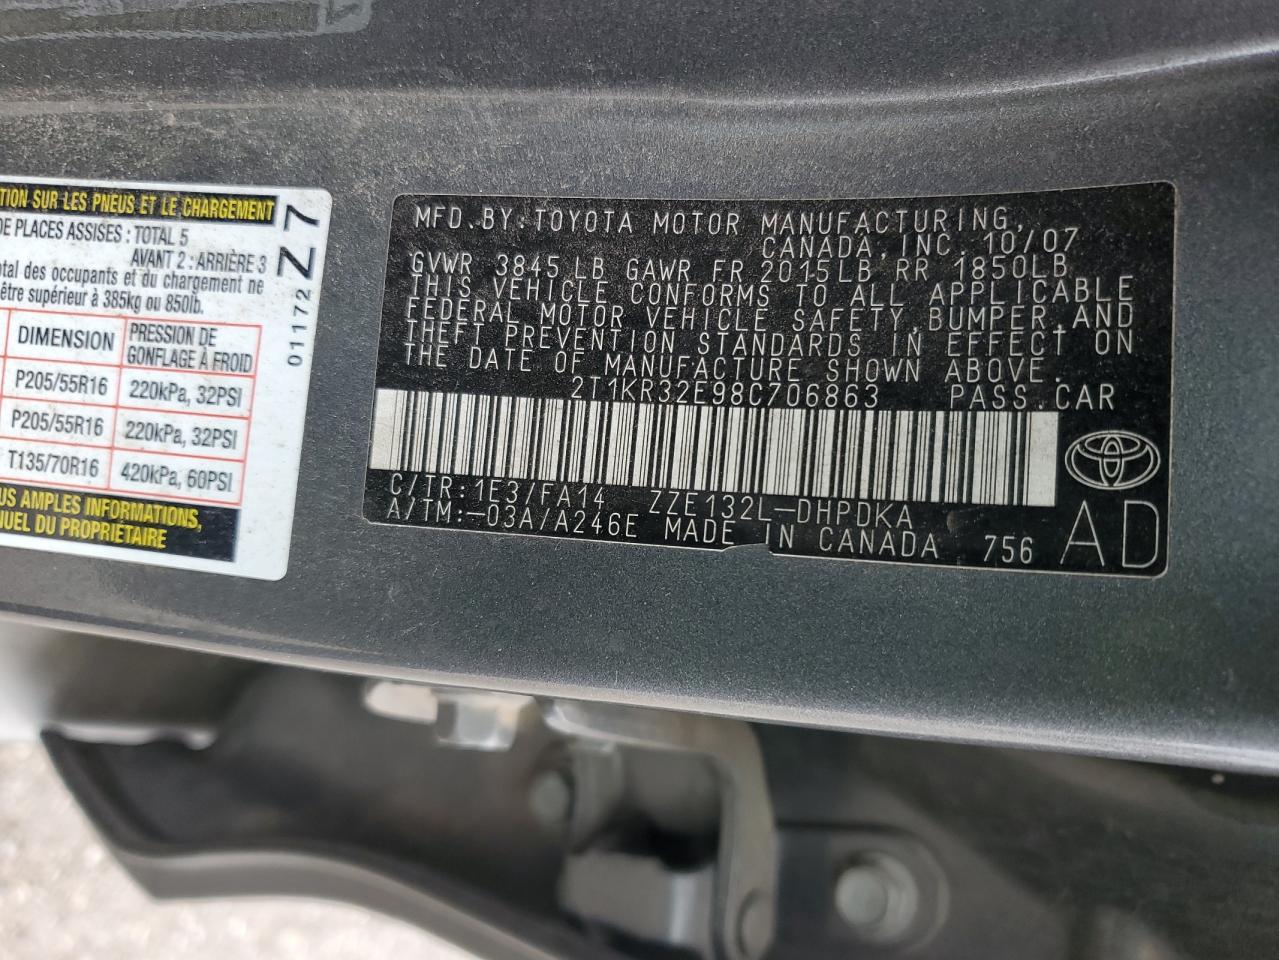 TION SUR LES PNEUS ET LE CHARGEMENT
DE PLACES ASSISES : TOTAL 5
AVANT 2 : ARRIÈRE 3
total des occupants et du chargement ne
être supérieur à 385kg ou 850lb.
DIMENSION PRESSION DE GONFLAGE À FROID
P205/55R16 220kPa, 32PSI
P205/55R16 220kPa, 32PSI
T135/70R16 420kPa, 60PSI
US AMPLES INFORMATIONS,
NUEL DU PROPRIÉTAIRE
01172 Z7
MFD.BY:TOYOTA MOTOR MANUFACTURING,
CANADA,INC. 10/07
GVWR 3845 LB GAWR FR 2015LB RR 1850LB
THIS VEHICLE CONFORMS TO ALL APPLICABLE
FEDERAL MOTOR VEHICLE SAFETY,BUMPER,AND
THEFT PREVENTION STANDARDS IN EFFECT ON
THE DATE OF MANUFACTURE SHOWN ABOVE.
2T1KR32E98C706863 PASS.CAR
C/TR:1E3/FA14 ZZE132L-DHPDKA
A/TM:-03A/A246E MADE IN CANADA 756 AD